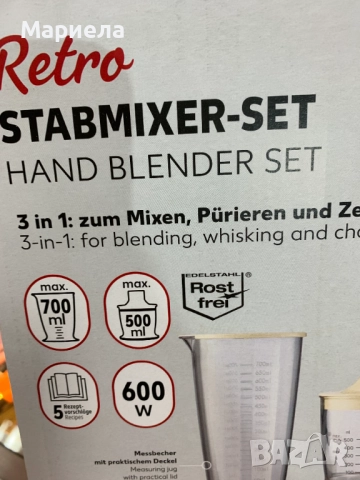 Мариела
Retro
STABMIXER-SET
HAND BLENDER SET
3 in 1: zum Mixen, Pürieren und Ze
3-in-1: for blending, whisking and cho
max.
700
ml
max.
500
ml
EDELSTAHL
Rost
frei
5 Rezept-
vorschläge
Recipes
600
W
Messbecher
mit praktischem Deckel
Measuring jug
with practical lid
BAZAR